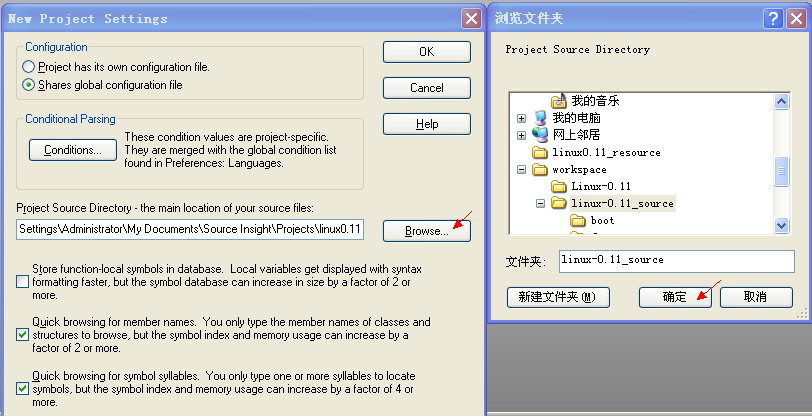 New Project Settings
Configuration
Project has its own configuration file.
Shares global configuration file
OK
Cancel
Help
Conditional Parsing
Conditions...
These condition values are project-specific.
They are merged with the global condition list
found in Preferences: Languages.
Project Source Directory - the main location of your source files:
Settings\Administrator\My Documents\Source Insight\Projects\linux0.11
Browse...
Store function-local symbols in database. Local variables get displayed with syntax
formatting faster, but the symbol database can increase in size by a factor of 2 or
more.
Quick browsing for member names. You only type the member names of classes and
structures to browse, but the symbol index and memory usage can increase by a
factor of 2 or more.
Quick browsing for symbol syllables. You only type one or more syllables to locate
symbols, but the symbol index and memory usage can increase by a factor of 4 or
more.
浏览文件夹
Project Source Directory
我的音乐
我的电脑
网上邻居
linux0.11_resource
workspace
Linux-0.11
linux-0.11_source
boot
文件夹:
linux-0.11_source
新建文件夹(M)
确定
取消